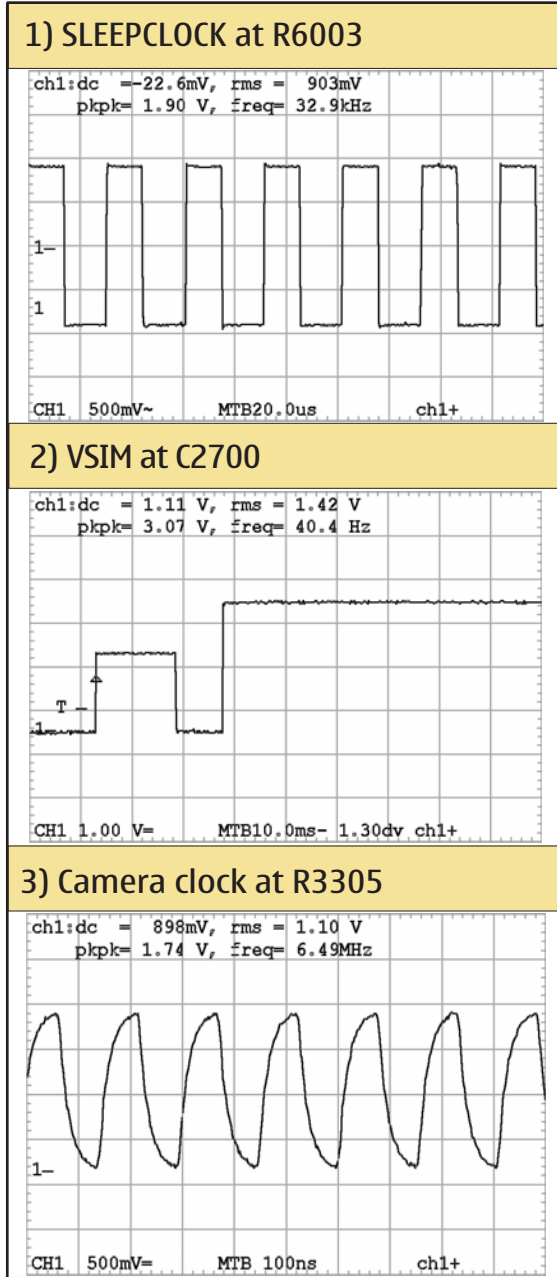 1) SLEEPCLOCK at R6003
ch1:dc =-22.6mV, rms = 903mV
pkpk= 1.90 V, freq= 32.9kHz
1–
1
CH1 500mV~ MTB20.0us ch1+
2) VSIM at C2700
ch1:dc = 1.11 V, rms = 1.42 V
pkpk= 3.07 V, freq= 40.4 Hz
T –
1–
CH1 1.00 V= MTB10.0ms- 1.30dv ch1+
3) Camera clock at R3305
ch1:dc = 898mV, rms = 1.10 V
pkpk= 1.74 V, freq= 6.49MHz
1–
CH1 500mV= MTB 100ns ch1+